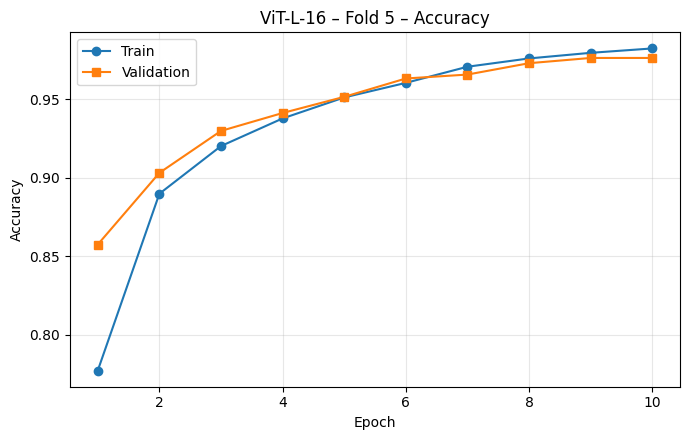 ViT-L-16 – Fold 5 – Accuracy
Train
Validation
Accuracy
0.95
0.90
0.85
0.80
2 4 6 8 10
Epoch